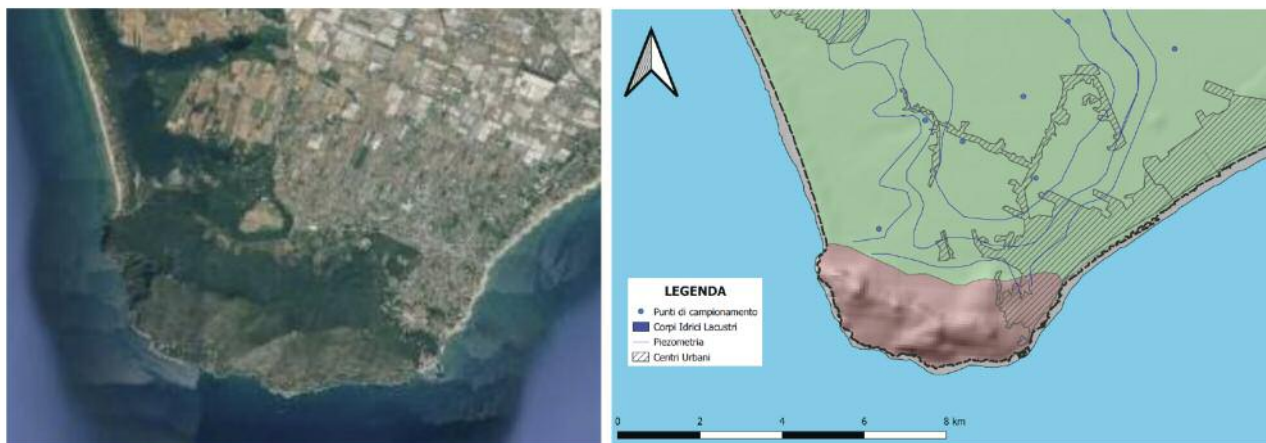 LEGENDA
Punti di campionamento
Corpi Idrici Lacustri
Piezometria
Centri Urbani
0 2 4 6 8 km